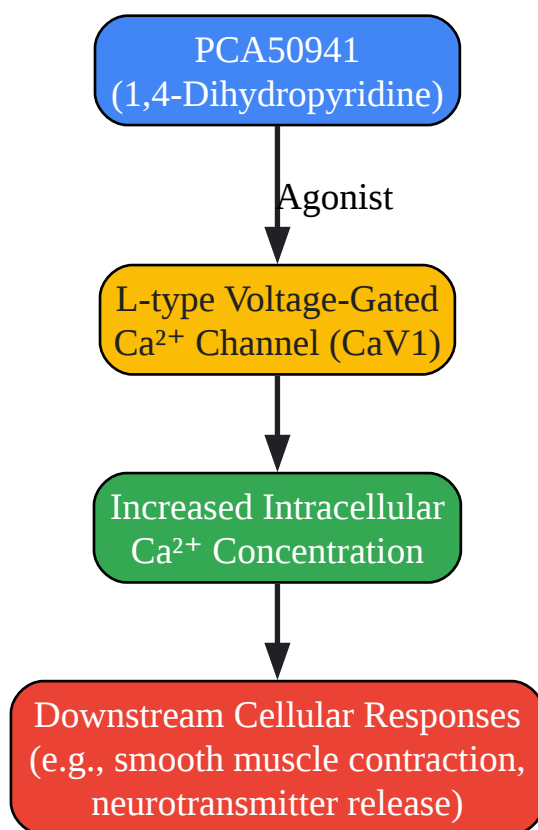 PCA50941
(1,4-Dihydropyridine)
Agonist
L-type Voltage-Gated
Ca²⁺ Channel (CaV1)
Increased Intracellular
Ca²⁺ Concentration
Downstream Cellular Responses
(e.g., smooth muscle contraction,
neurotransmitter release)